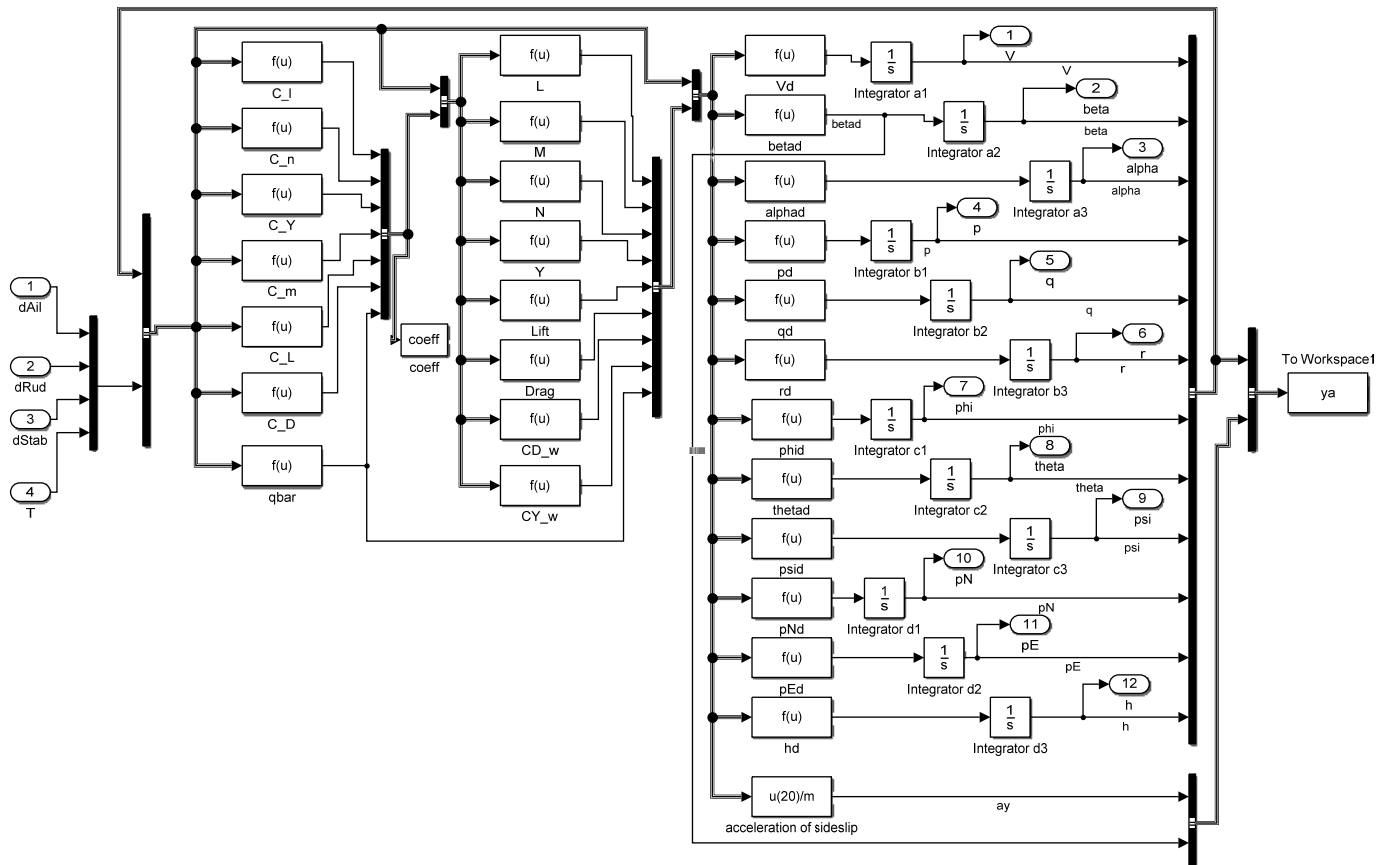 1
dAil
2
dRud
3
dStab
4
T
f(u)
C_l
f(u)
C_n
f(u)
C_Y
f(u)
C_m
f(u)
C_L
f(u)
C_D
f(u)
qbar
coeff
coeff
f(u)
L
f(u)
M
f(u)
N
f(u)
Y
f(u)
Lift
f(u)
Drag
f(u)
CD_w
f(u)
CY_w
f(u)
Vd
1
s
Integrator a1
1
V
V
f(u)
betad
betad
1
s
Integrator a2
2
beta
beta
f(u)
alphad
1
s
Integrator a3
3
alpha
alpha
f(u)
pd
1
s
Integrator b1
4
p
p
f(u)
qd
1
s
Integrator b2
5
q
q
f(u)
rd
1
s
Integrator b3
6
r
r
f(u)
phid
1
s
Integrator c1
7
phi
phi
f(u)
thetad
1
s
Integrator c2
8
theta
theta
f(u)
psid
1
s
Integrator c3
9
psi
psi
f(u)
pNd
1
s
Integrator d1
10
pN
pN
f(u)
pEd
1
s
Integrator d2
11
pE
pE
f(u)
hd
1
s
Integrator d3
12
h
h
u(20)/m
acceleration of sideslip
ay
To Workspace1
ya